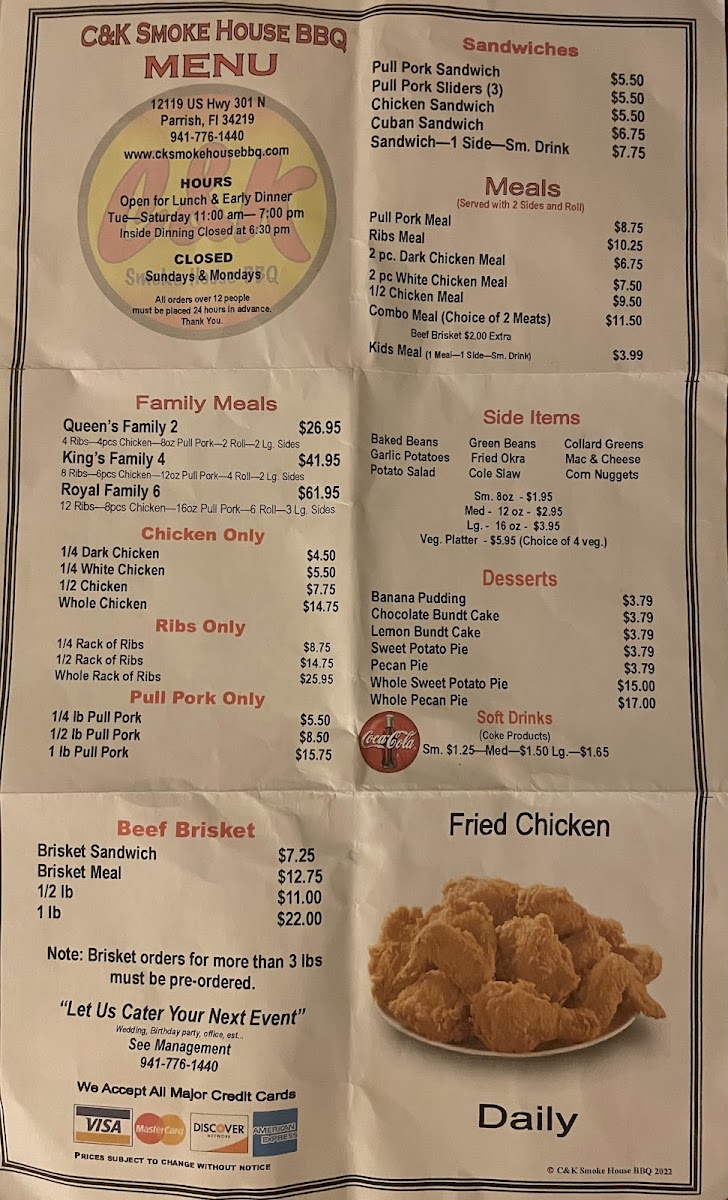 C&K SMOKE HOUSE BBQ
MENU
12119 US Hwy 301 N
Parrish, Fl 34219
941-776-1440
www.cksmokehousebbq.com
HOURS
Open for Lunch & Early Dinner
Tue—Saturday 11:00 am— 7:00 pm
Inside Dinning Closed at 6:30 pm
CLOSED
Sundays & Mondays
C&K
Smoke House BBQ
All orders over 12 people
must be placed 24 hours in advance.
Thank You.
Sandwiches
Pull Pork Sandwich $5.50
Pull Pork Sliders (3) $5.50
Chicken Sandwich $5.50
Cuban Sandwich $6.75
Sandwich—1 Side—Sm. Drink $7.75
Meals
(Served with 2 Sides and Roll)
Pull Pork Meal $8.75
Ribs Meal $10.25
2 pc. Dark Chicken Meal $6.75
2 pc White Chicken Meal $7.50
1/2 Chicken Meal $9.50
Combo Meal (Choice of 2 Meats) $11.50
Beef Brisket $2.00 Extra
Kids Meal (1 Meal—1 Side—Sm. Drink) $3.99
Family Meals
Queen's Family 2 $26.95
4 Ribs—4pcs Chicken—8oz Pull Pork—2 Roll—2 Lg. Sides
King's Family 4 $41.95
8 Ribs—6pcs Chicken—12oz Pull Pork—4 Roll—2 Lg. Sides
Royal Family 6 $61.95
12 Ribs—8pcs Chicken—16oz Pull Pork—6 Roll—3 Lg. Sides
Chicken Only
1/4 Dark Chicken $4.50
1/4 White Chicken $5.50
1/2 Chicken $7.75
Whole Chicken $14.75
Ribs Only
1/4 Rack of Ribs $8.75
1/2 Rack of Ribs $14.75
Whole Rack of Ribs $25.95
Pull Pork Only
1/4 lb Pull Pork $5.50
1/2 lb Pull Pork $8.50
1 lb Pull Pork $15.75
Side Items
Baked Beans Green Beans Collard Greens
Garlic Potatoes Fried Okra Mac & Cheese
Potato Salad Cole Slaw Corn Nuggets
Sm. 8oz - $1.95
Med - 12 oz - $2.95
Lg. - 16 oz - $3.95
Veg. Platter - $5.95 (Choice of 4 veg.)
Desserts
Banana Pudding $3.79
Chocolate Bundt Cake $3.79
Lemon Bundt Cake $3.79
Sweet Potato Pie $3.79
Pecan Pie $3.79
Whole Sweet Potato Pie $15.00
Whole Pecan Pie $17.00
Coca-Cola
Soft Drinks
(Coke Products)
Sm. $1.25—Med—$1.50 Lg.—$1.65
Beef Brisket
Brisket Sandwich $7.25
Brisket Meal $12.75
1/2 lb $11.00
1 lb $22.00
Note: Brisket orders for more than 3 lbs
must be pre-ordered.
"Let Us Cater Your Next Event"
Wedding, Birthday party, office, est...
See Management
941-776-1440
We Accept All Major Credit Cards
VISA MasterCard DISCOVER NETWORK AMERICAN EXPRESS
PRICES SUBJECT TO CHANGE WITHOUT NOTICE
Fried Chicken
Daily
© C&K Smoke House BBQ 2022